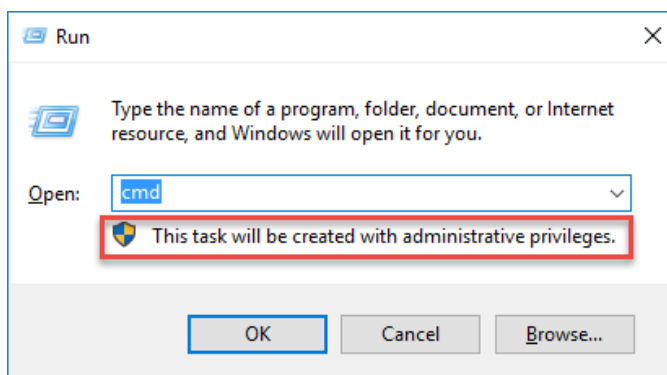 Run
Type the name of a program, folder, document, or Internet
resource, and Windows will open it for you.
Open: cmd
This task will be created with administrative privileges.
OK Cancel Browse...